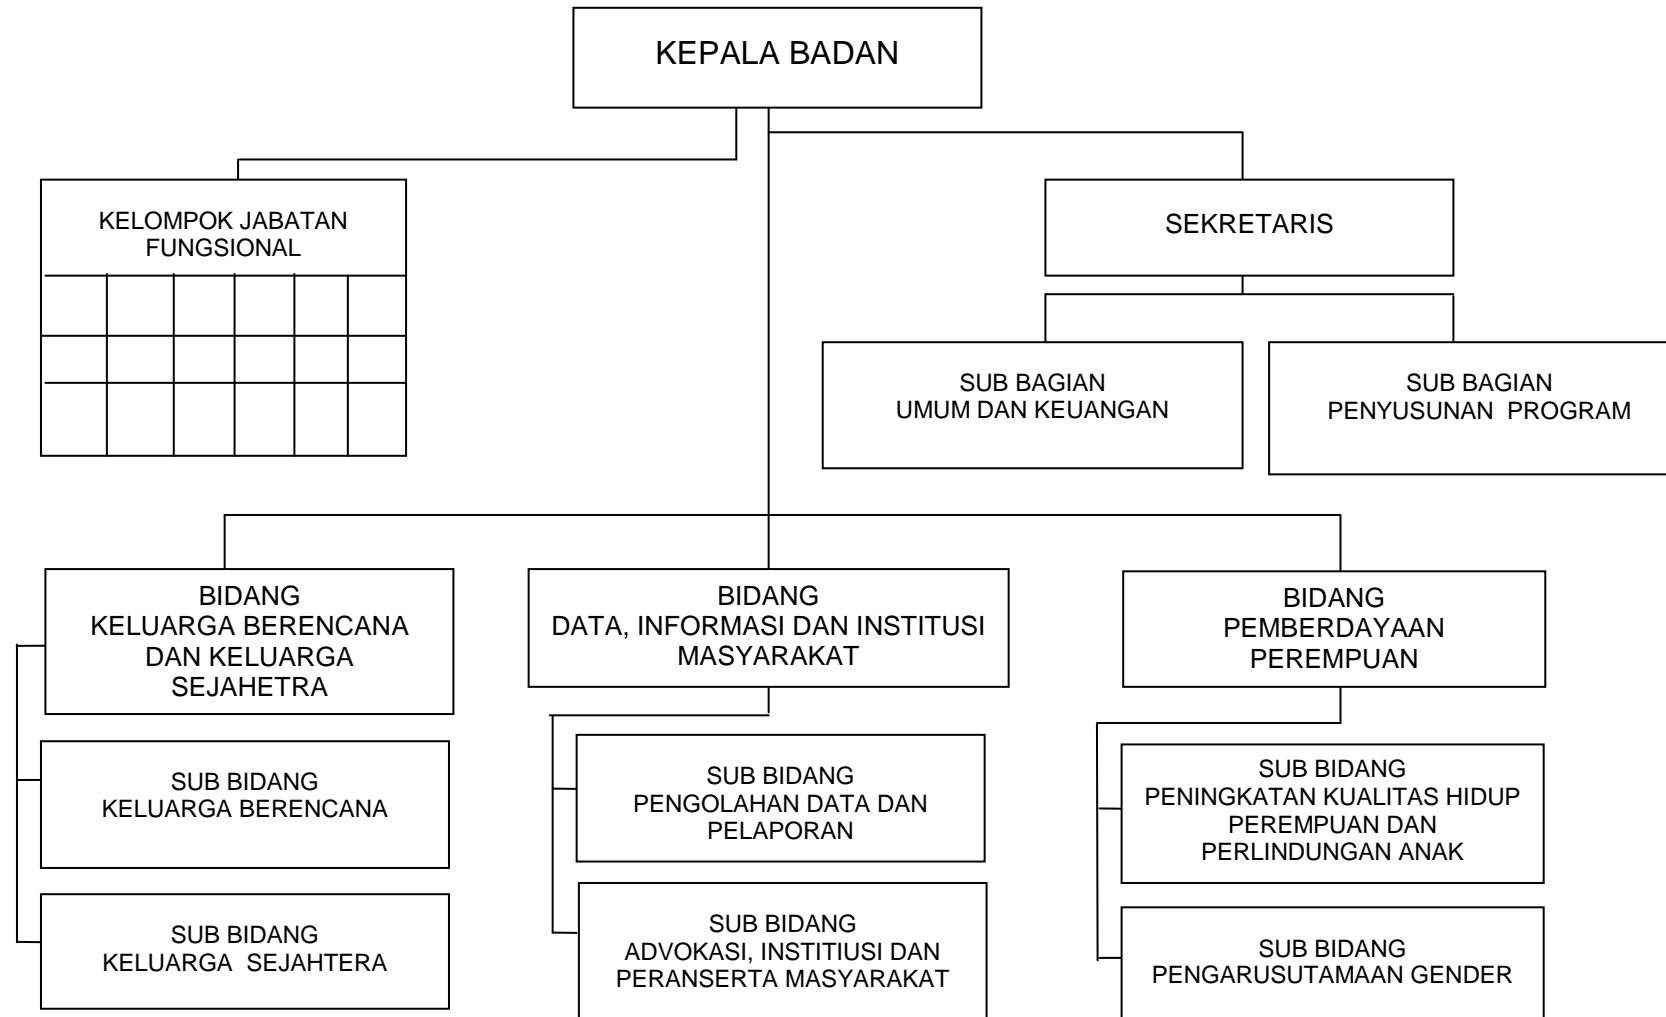 KEPALA BADAN
KELOMPOK JABATAN
FUNGSIONAL
SEKRETARIS
SUB BAGIAN
UMUM DAN KEUANGAN
SUB BAGIAN
PENYUSUNAN  PROGRAM
BIDANG
KELUARGA BERENCANA
DAN KELUARGA
SEJAHETRA
BIDANG
DATA, INFORMASI DAN INSTITUSI
MASYARAKAT
BIDANG
PEMBERDAYAAN
PEREMPUAN
SUB BIDANG
KELUARGA BERENCANA
SUB BIDANG
PENGOLAHAN DATA DAN
PELAPORAN
SUB BIDANG
PENINGKATAN KUALITAS HIDUP
PEREMPUAN DAN
PERLINDUNGAN ANAK
SUB BIDANG
KELUARGA  SEJAHTERA
SUB BIDANG
ADVOKASI, INSTITIUSI DAN
PERANSERTA MASYARAKAT
SUB BIDANG
PENGARUSUTAMAAN GENDER